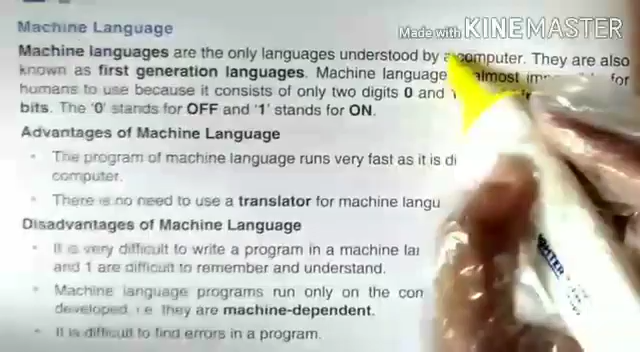 Machine Language
Made with KINEMASTER
Machine languages are the only languages understood by a computer. They are also
known as first generation languages. Machine language almost for
humans to use because it consists of only two digits 0 and
bits. The '0' stands for OFF and '1' stands for ON.
Advantages of Machine Language
• The program of machine language runs very fast as it is di
computer.
• There is no need to use a translator for machine langu
Disadvantages of Machine Language
• It is very difficult to write a program in a machine
and 1 are difficult to remember and understand.
• Machine language programs run only on the
developed, i.e. they are machine-dependent.
• It is difficult to find errors in a program.